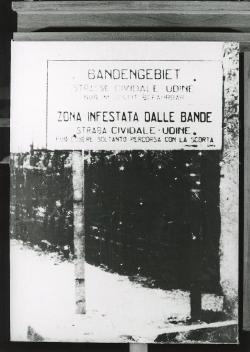 BANDENGEBIET
STRASSE CIVIDALE UDINE
NUR IM GELEIT BEFAHRBAR
ZONA INFESTATA DALLE BANDE
STRADA CIVIDALE-UDINE
PUO ESSERE SOLTANTO PERCORSA CON LA SCORTA